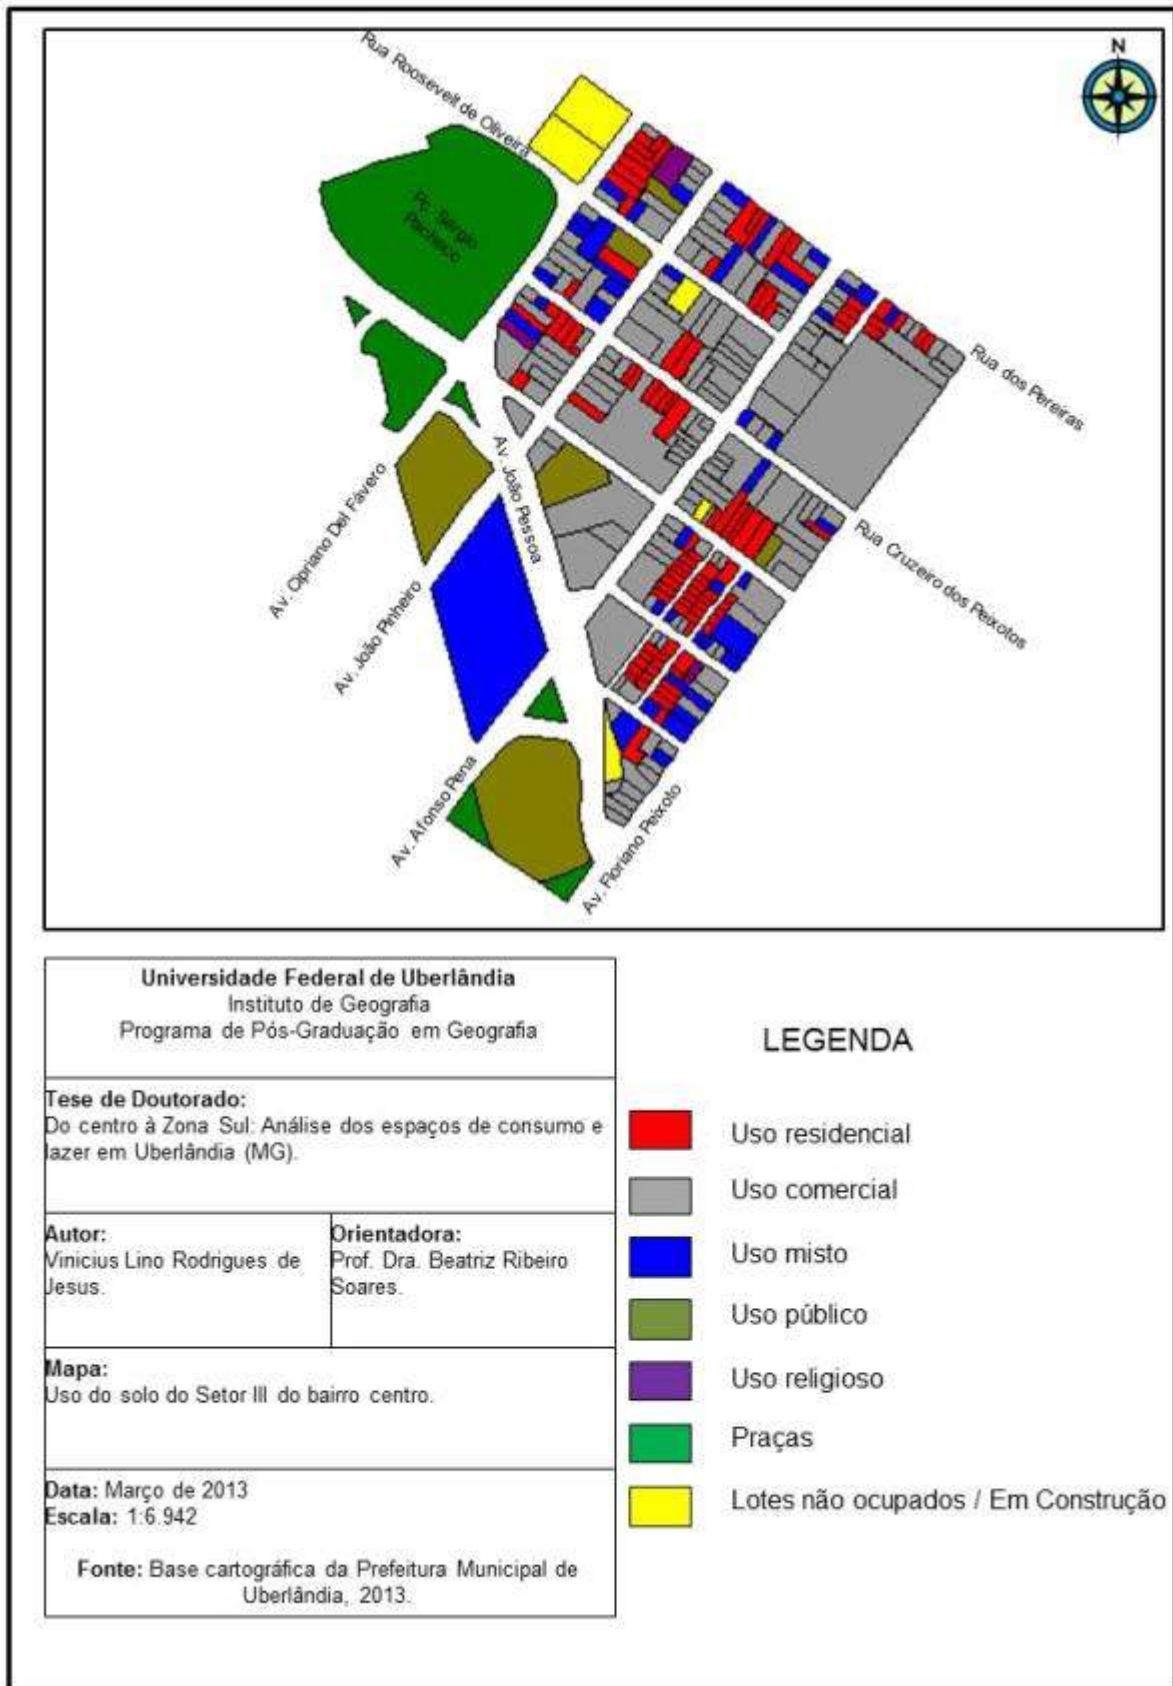 N
Rua Roosevelt de Oliveira
Pc. Sérgio
Pacheco
Rua dos Pereiras
Av. João Pessoa
Av. Cipriano Del Fávero
Rua Cruzeiro dos Peixotos
Av. João Pinheiro
Av. Afonso Pena
Av. Floriano Peixoto
Universidade Federal de Uberlândia
Instituto de Geografia
Programa de Pós-Graduação em Geografia
Tese de Doutorado:
Do centro à Zona Sul: Análise dos espaços de consumo e
lazer em Uberlândia (MG).
Autor:
Vinicius Lino Rodrigues de
Jesus.
Orientadora:
Prof. Dra. Beatriz Ribeiro
Soares.
Mapa:
Uso do solo do Setor III do bairro centro.
Data: Março de 2013
Escala: 1:6.942
Fonte: Base cartográfica da Prefeitura Municipal de
Uberlândia, 2013.
LEGENDA
Uso residencial
Uso comercial
Uso misto
Uso público
Uso religioso
Praças
Lotes não ocupados / Em Construção